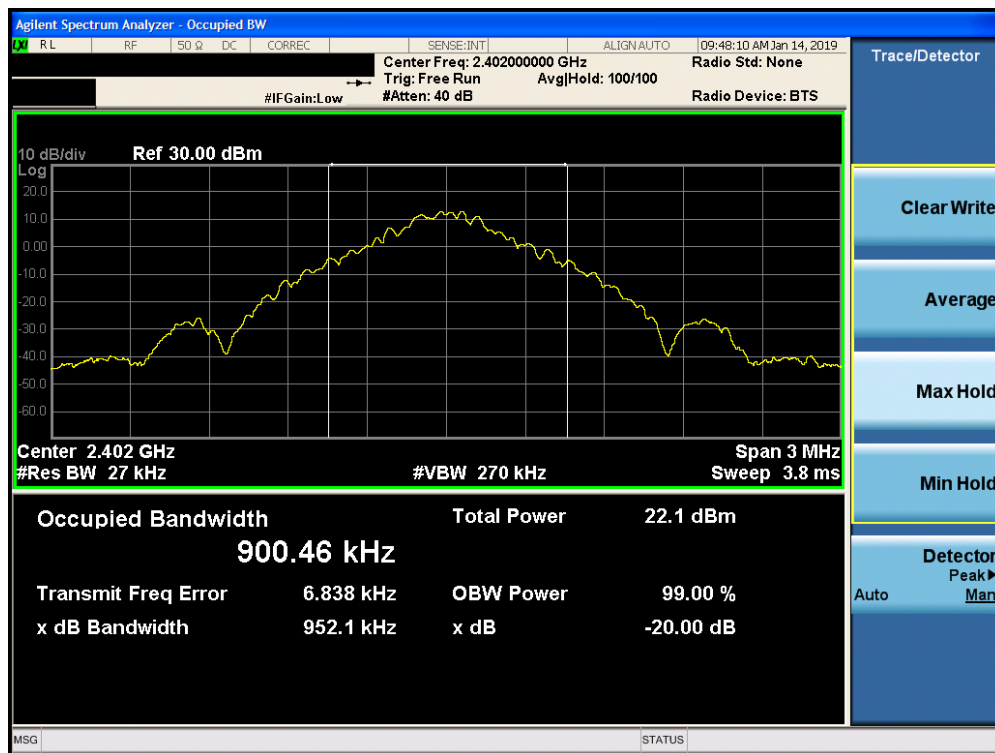 Agilent Spectrum Analyzer - Occupied BW
LXI RL RF 50 Ω DC CORREC SENSE:INT ALIGNAUTO 09:48:10 AM Jan 14, 2019
Center Freq: 2.402000000 GHz Radio Std: None
Trig: Free Run Avg|Hold: 100/100
#IFGain:Low #Atten: 40 dB Radio Device: BTS
10 dB/div Ref 30.00 dBm
Log
20.0
10.0
0.00
-10.0
-20.0
-30.0
-40.0
-50.0
-60.0
Center 2.402 GHz Span 3 MHz
#Res BW 27 kHz #VBW 270 kHz Sweep 3.8 ms
Occupied Bandwidth Total Power 22.1 dBm
900.46 kHz
Transmit Freq Error 6.838 kHz OBW Power 99.00 %
x dB Bandwidth 952.1 kHz x dB -20.00 dB
Trace/Detector
Clear Write
Average
Max Hold
Min Hold
Detector
Peak▶
Auto Man
MSG STATUS